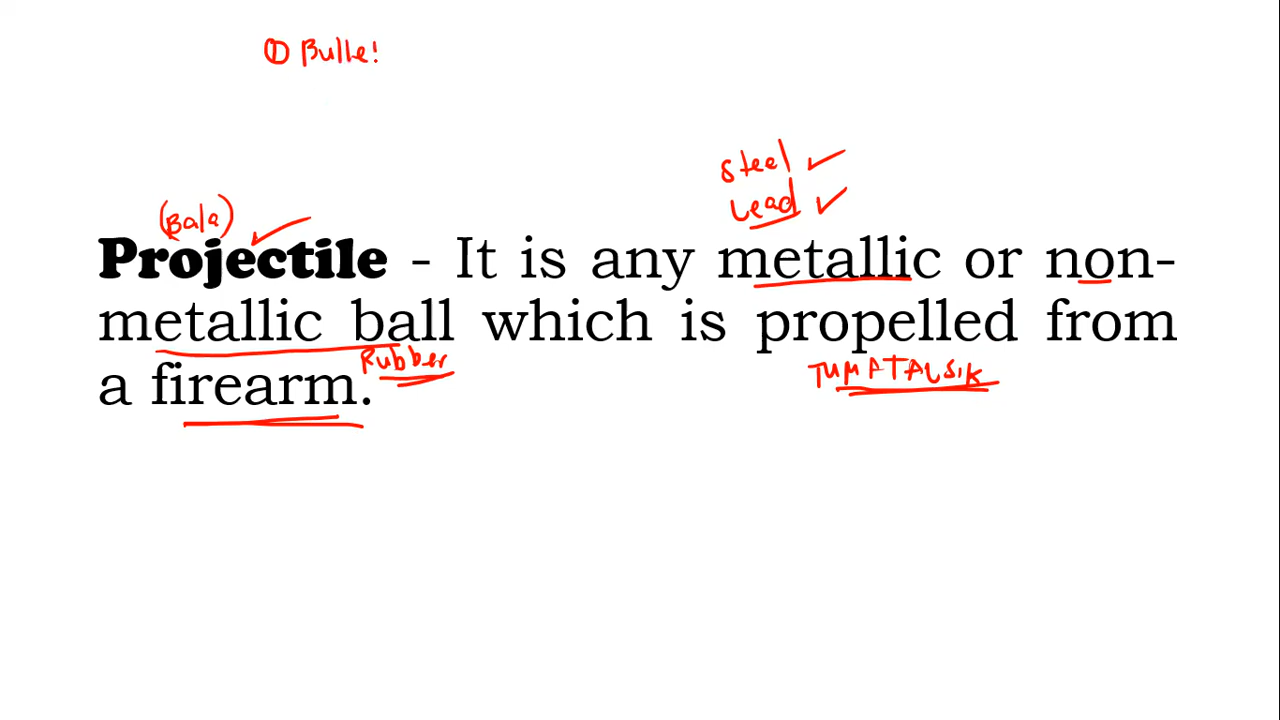 ① Bulle!
steel ✓
Lead ✓
(Bala) ✓
Projectile - It is any metallic or non-
metallic ball which is propelled from
Rubber TUMATALSIK
a firearm.